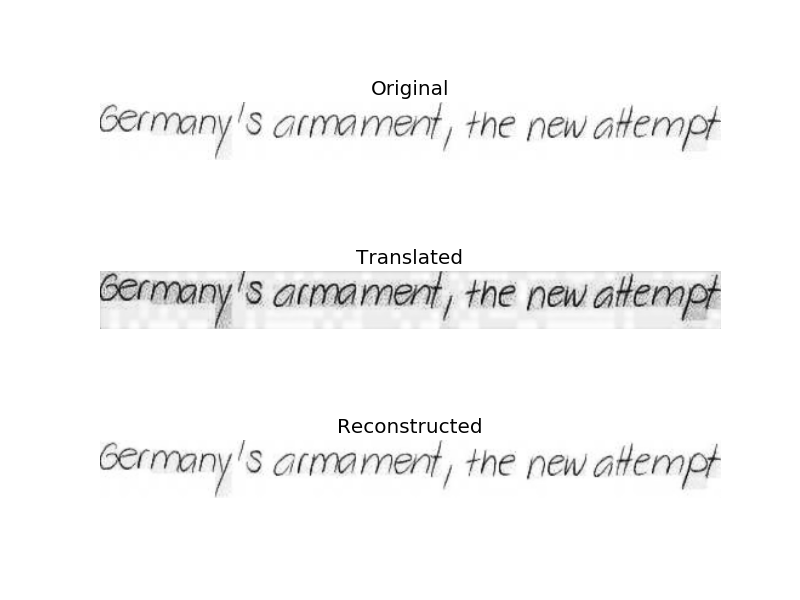 Original
Germany's armament, the new attempt
Translated
Germany's armament, the new attempt
Reconstructed
Germany's armament, the new attempt